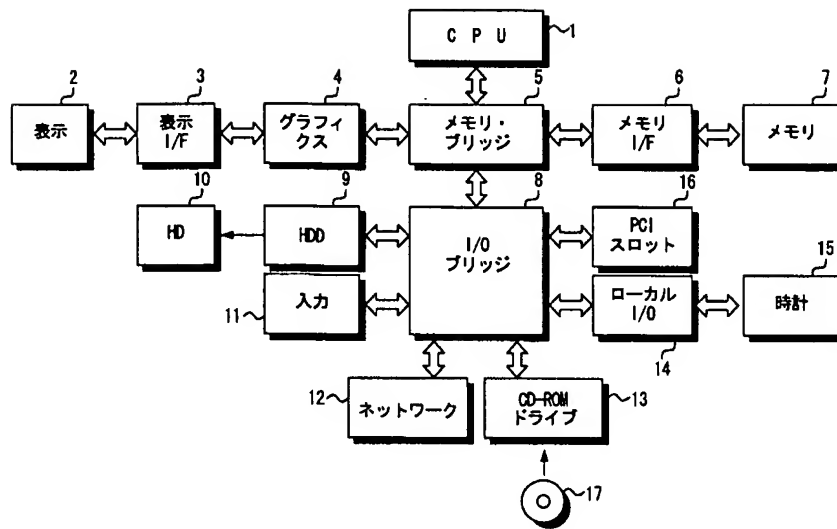 C P U
1
2
3
4
5
6
7
表示
表示
I/F
グラフィ
クス
メモリ・
ブリッジ
メモリ
I/F
メモリ
10
9
8
16
HD
HDD
I/O
ブリッジ
PCI
スロット
15
11
入力
ローカル
I/O
時計
14
12
ネットワーク
CD-ROM
ドライブ
13
17